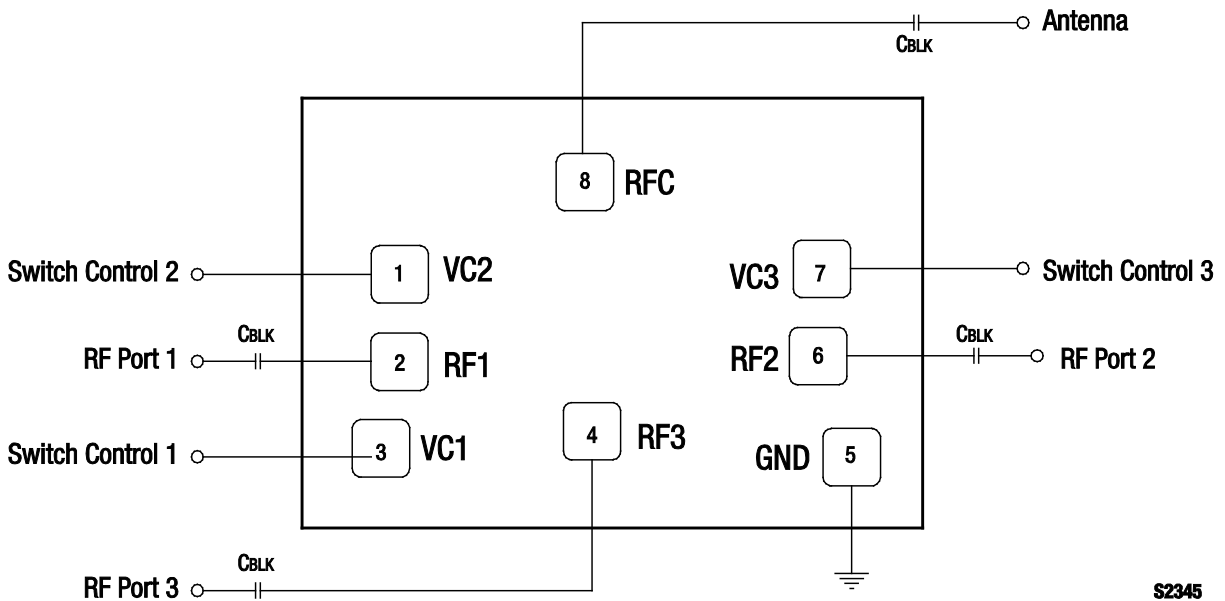 Antenna
CBLK
8 RFC
Switch Control 2
1 VC2
VC3 7
Switch Control 3
CBLK
RF Port 1
2 RF1
RF2 6
CBLK
RF Port 2
Switch Control 1
3 VC1
4 RF3
GND 5
CBLK
RF Port 3
S2345